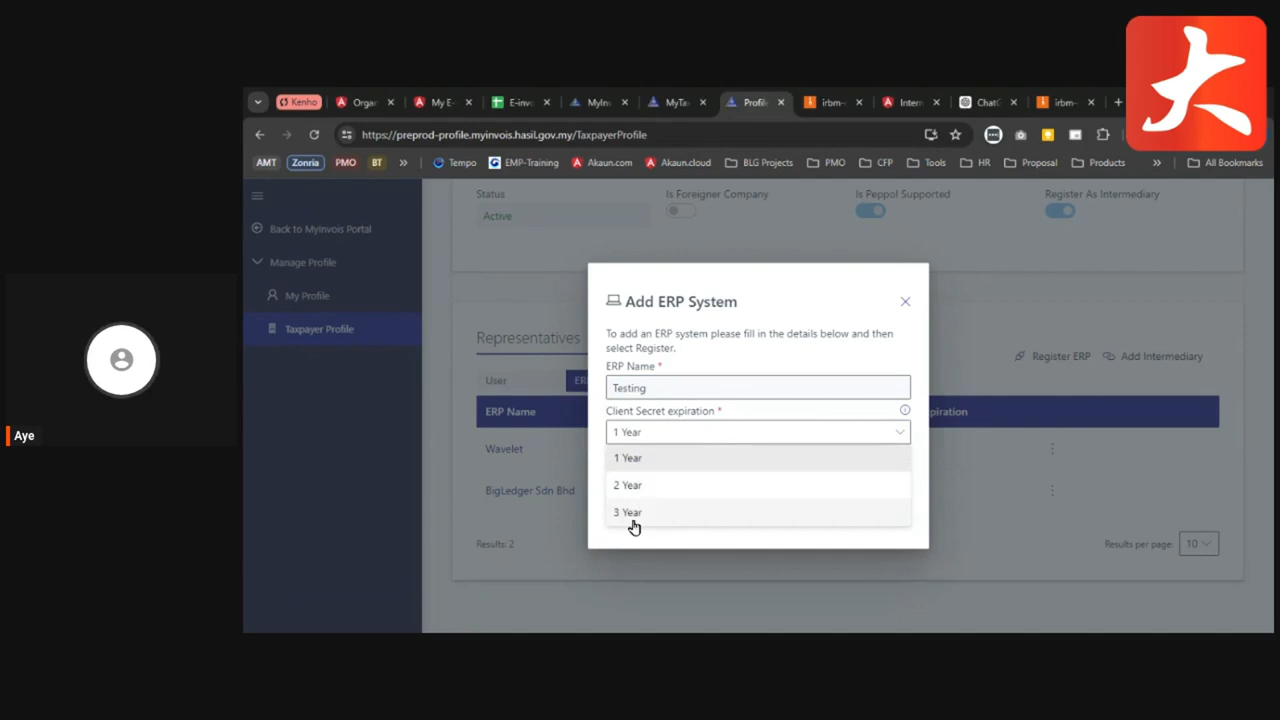 大
Kenho
Orgar
My E-
E-invo
MyIn
MyTa
Profil
irbm-
Intern
ChatG
irbm-
https://preprod-profile.myinvois.hasil.gov.my/TaxpayerProfile
AMT
Zonria
PMO
BT
Tempo
EMP-Training
Akaun.com
Akaun.cloud
BLG Projects
PMO
CFP
Tools
HR
Proposal
Products
All Bookmarks
Status
Is Foreigner Company
Is Peppol Supported
Register As Intermediary
Active
Back to MyInvois Portal
Manage Profile
My Profile
Taxpayer Profile
Add ERP System
To add an ERP system please fill in the details below and then
select Register.
ERP Name *
Testing
Client Secret expiration *
1 Year
1 Year
2 Year
3 Year
Representatives
Register ERP
Add Intermediary
User
ER
ERP Name
piration
Wavelet
BigLedger Sdn Bhd
Results: 2
Results per page:
10
Aye